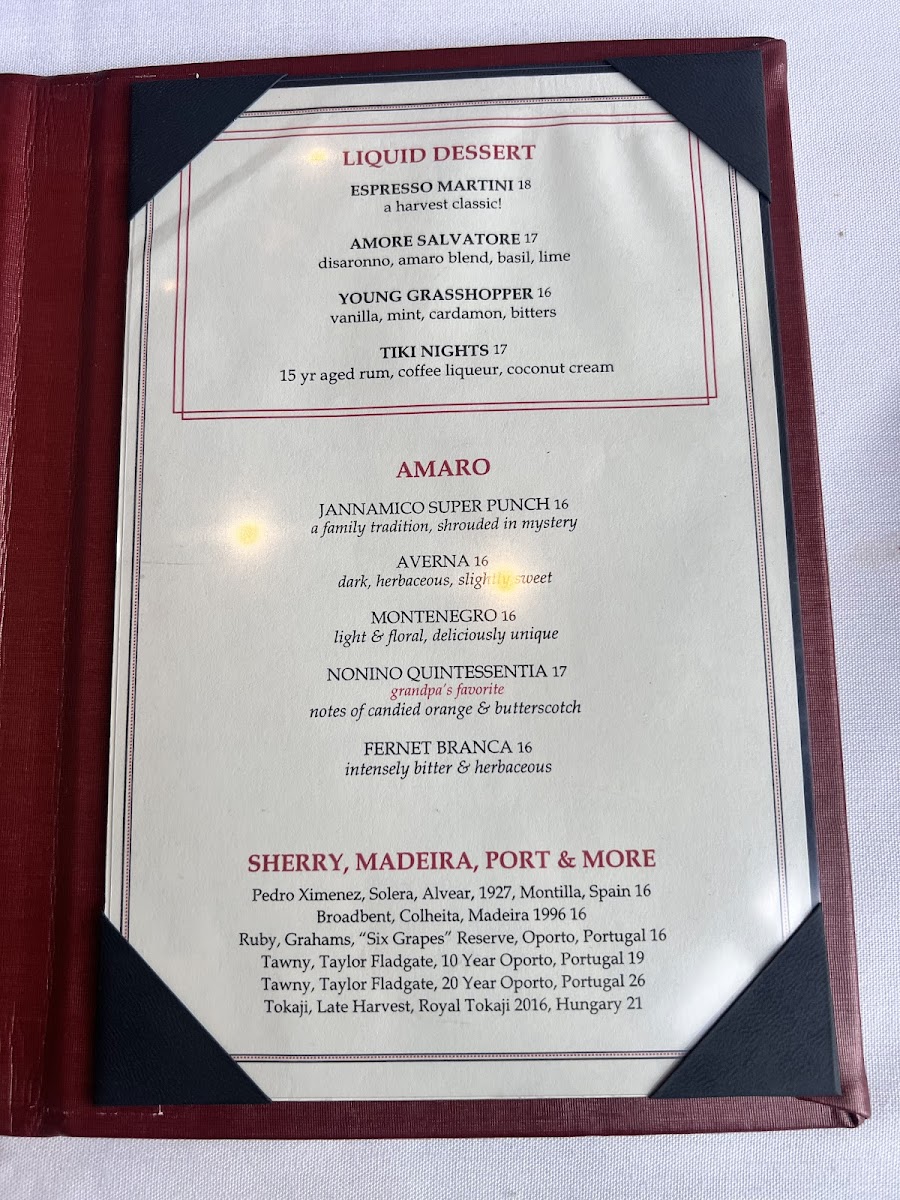 LIQUID DESSERT
ESPRESSO MARTINI 18
a harvest classic!
AMORE SALVATORE 17
disaronno, amaro blend, basil, lime
YOUNG GRASSHOPPER 16
vanilla, mint, cardamon, bitters
TIKI NIGHTS 17
15 yr aged rum, coffee liqueur, coconut cream
AMARO
JANNAMICO SUPER PUNCH 16
a family tradition, shrouded in mystery
AVERNA 16
dark, herbaceous, slightly sweet
MONTENEGRO 16
light & floral, deliciously unique
NONINO QUINTESSENTIA 17
grandpa's favorite
notes of candied orange & butterscotch
FERNET BRANCA 16
intensely bitter & herbaceous
SHERRY, MADEIRA, PORT & MORE
Pedro Ximenez, Solera, Alvear, 1927, Montilla, Spain 16
Broadbent, Colheita, Madeira 1996 16
Ruby, Grahams, "Six Grapes" Reserve, Oporto, Portugal 16
Tawny, Taylor Fladgate, 10 Year Oporto, Portugal 19
Tawny, Taylor Fladgate, 20 Year Oporto, Portugal 26
Tokaji, Late Harvest, Royal Tokaji 2016, Hungary 21